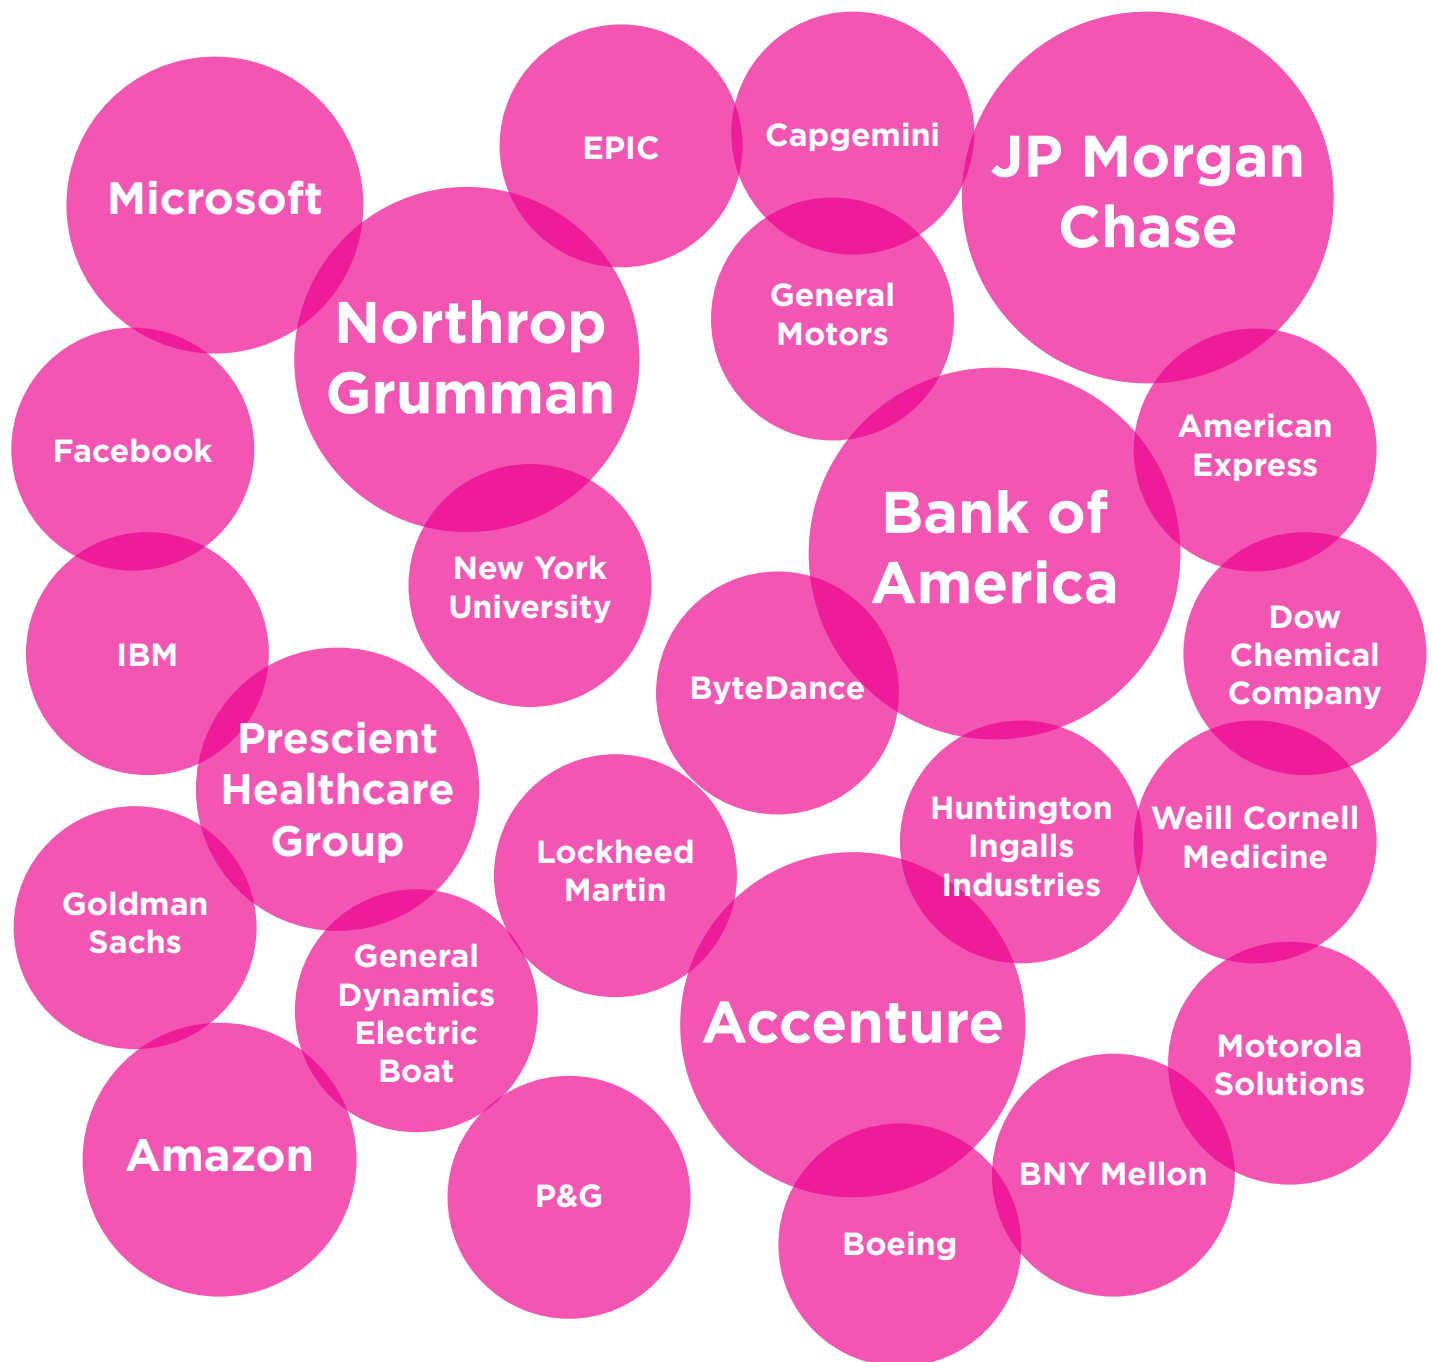 EPIC
Capgemini
JP Morgan
Chase
Microsoft
Northrop
Grumman
General
Motors
Facebook
American
Express
Bank of
America
New York
University
IBM
ByteDance
Dow
Chemical
Company
Prescient
Healthcare
Group
Lockheed
Martin
Huntington
Ingalls
Industries
Weill Cornell
Medicine
Goldman
Sachs
General
Dynamics
Electric
Boat
Accenture
Motorola
Solutions
Amazon
P&G
Boeing
BNY Mellon